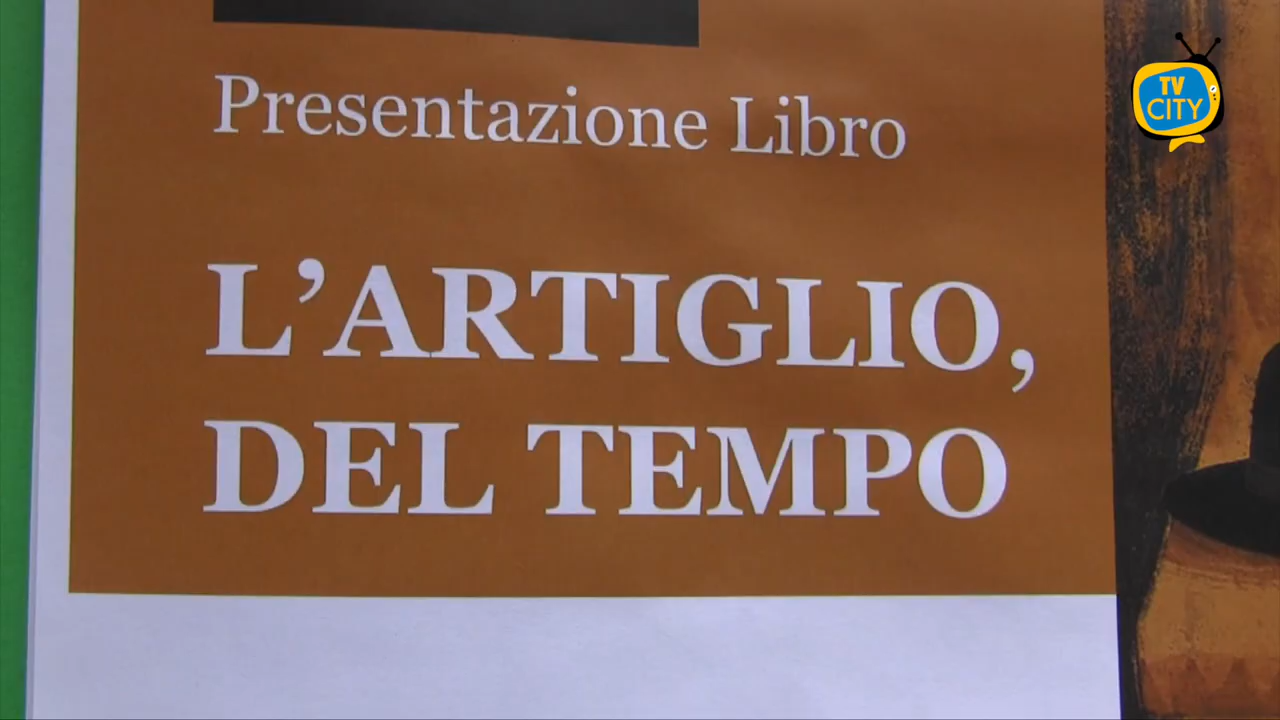 Presentazione Libro
L’ARTIGLIO,
DEL TEMPO
TV
CITY